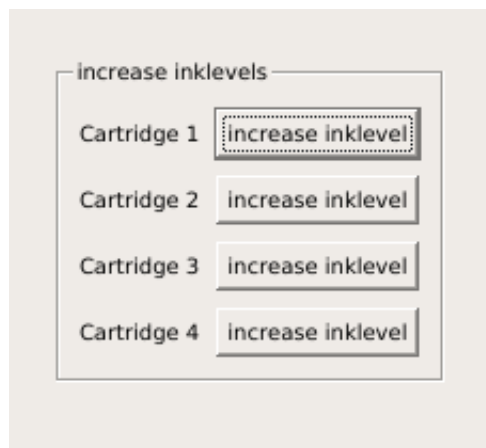 increase inklevels
Cartridge 1 increase inklevel
Cartridge 2 increase inklevel
Cartridge 3 increase inklevel
Cartridge 4 increase inklevel